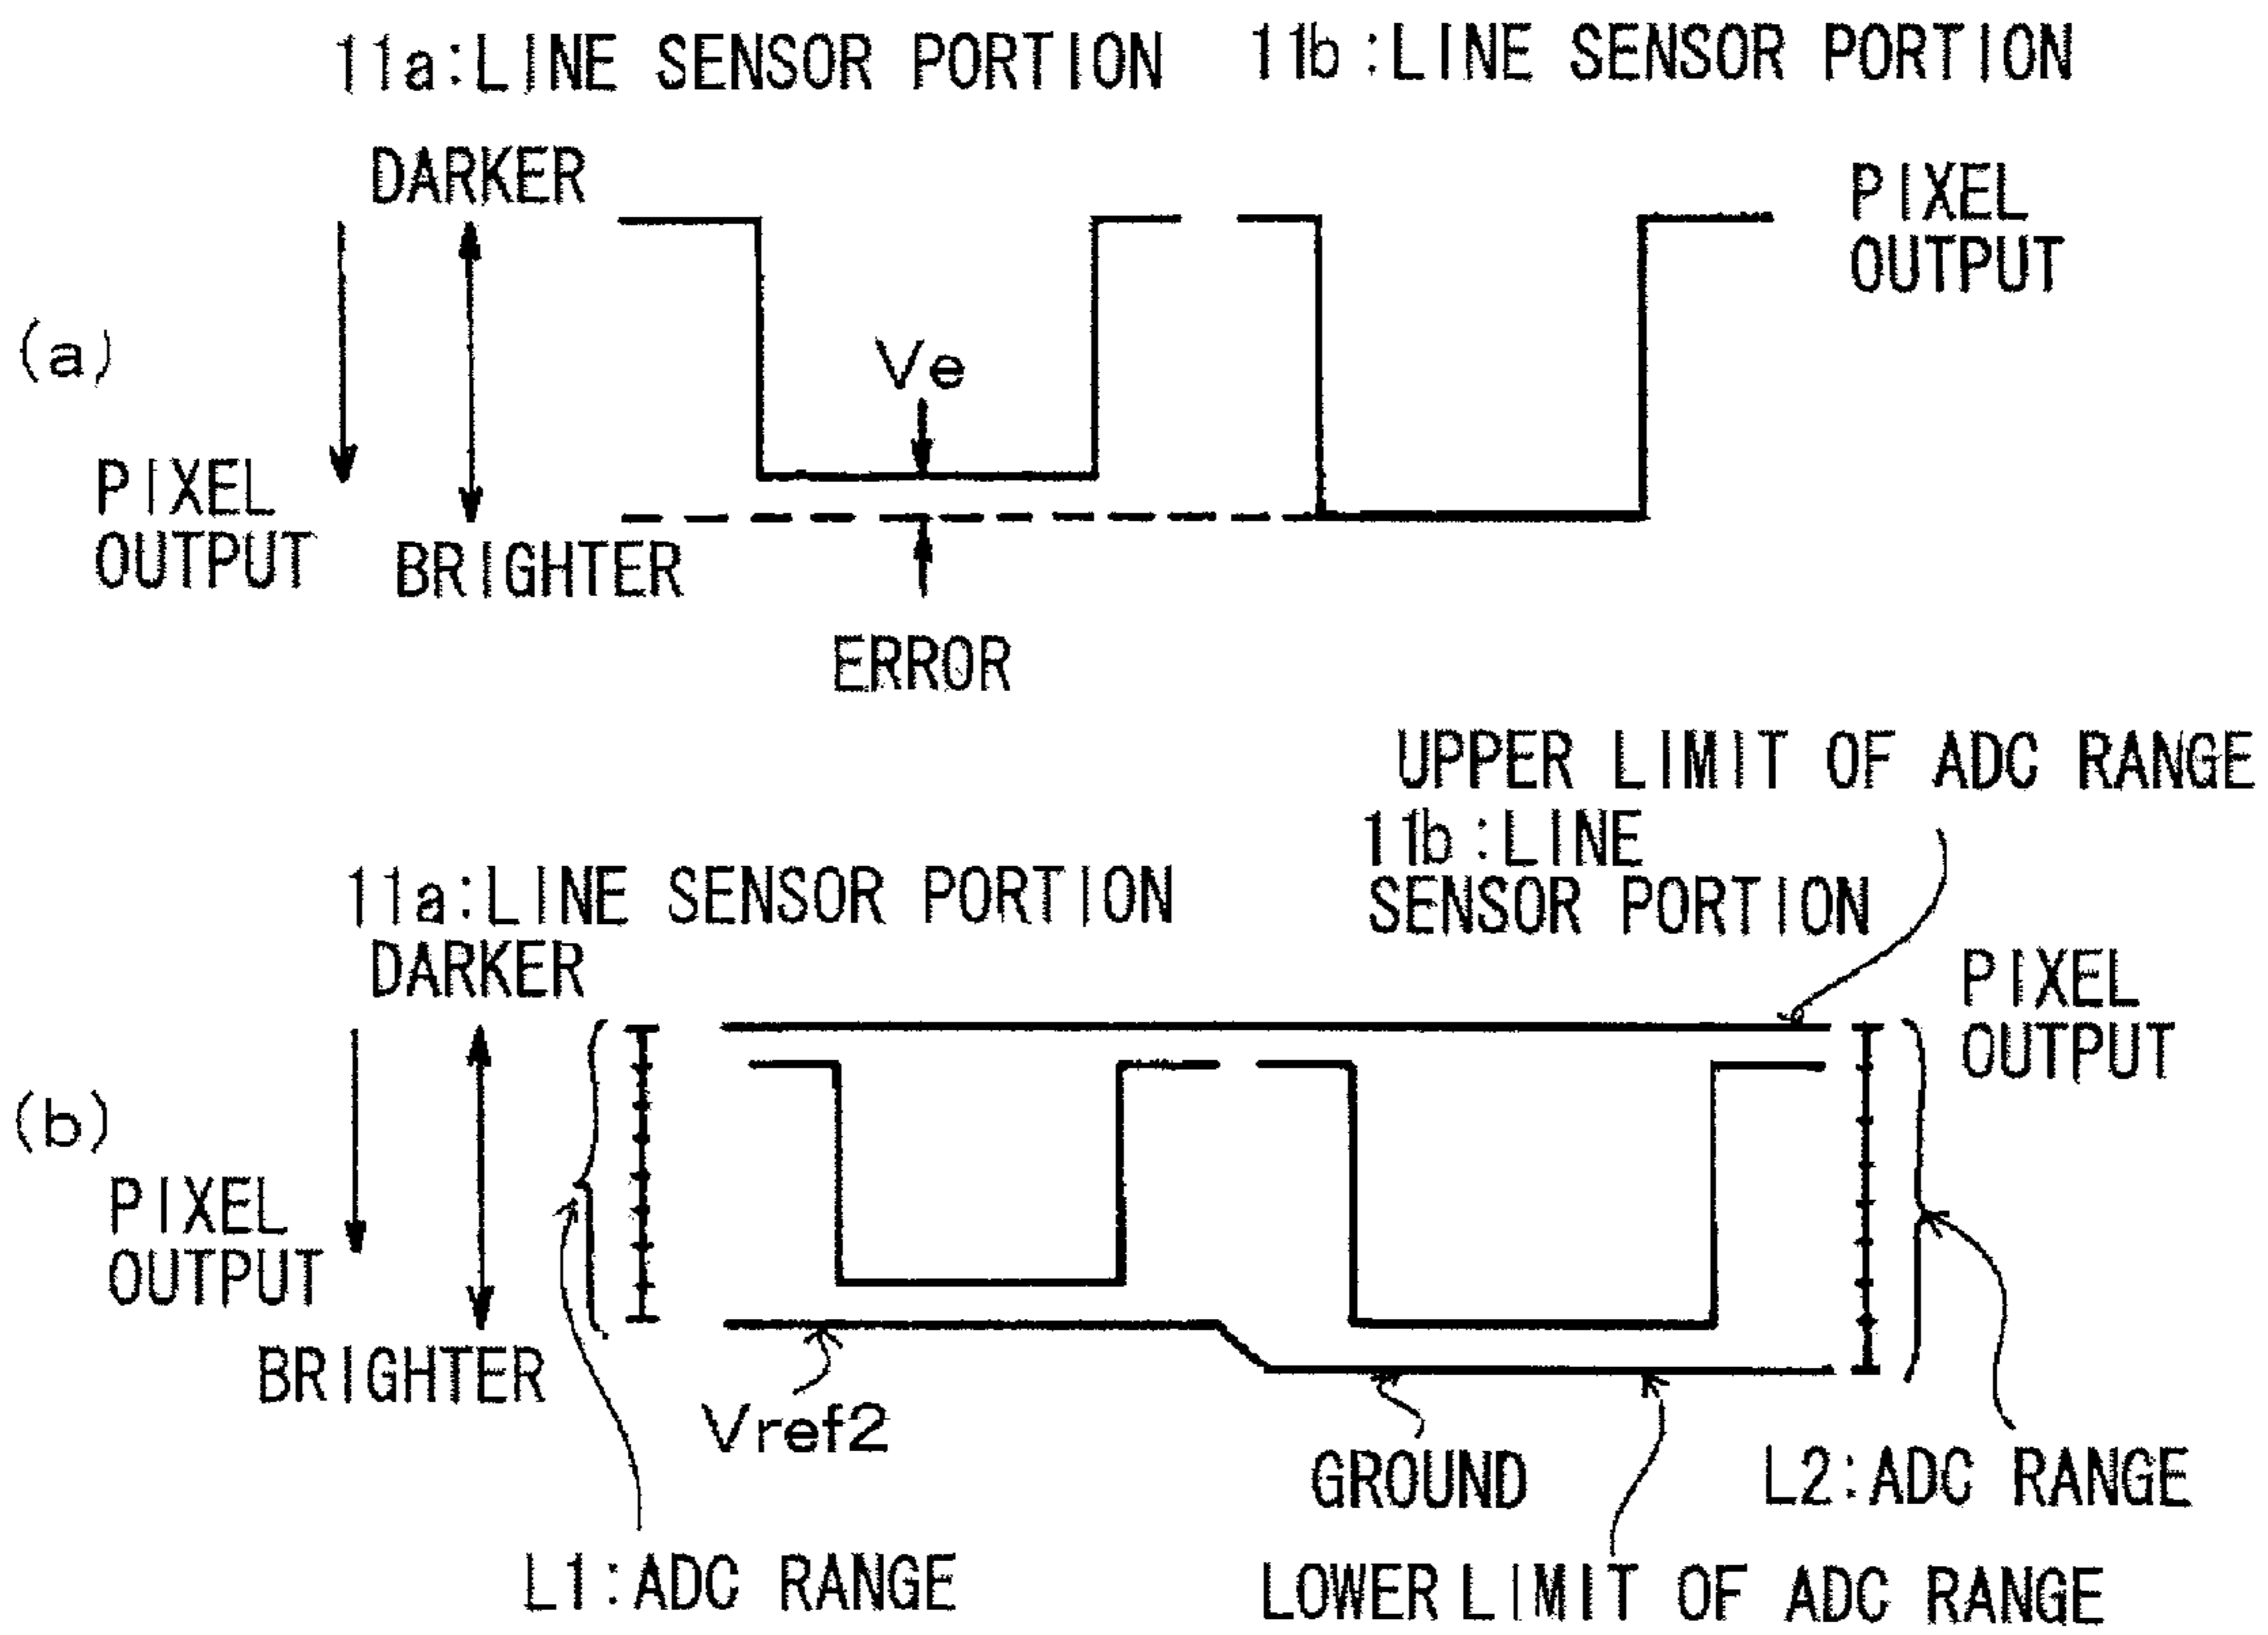 11a:LINE SENSOR PORTION
11b:LINE SENSOR PORTION
DARKER
PIXEL
OUTPUT
(a)
Ve
PIXEL
OUTPUT
BRIGHTER
ERROR
UPPER LIMIT OF ADC RANGE
11b:LINE
SENSOR PORTION
11a:LINE SENSOR PORTION
DARKER
PIXEL
OUTPUT
(b)
PIXEL
OUTPUT
BRIGHTER
Vref2
GROUND
L2:ADC RANGE
L1:ADC RANGE
LOWER LIMIT OF ADC RANGE